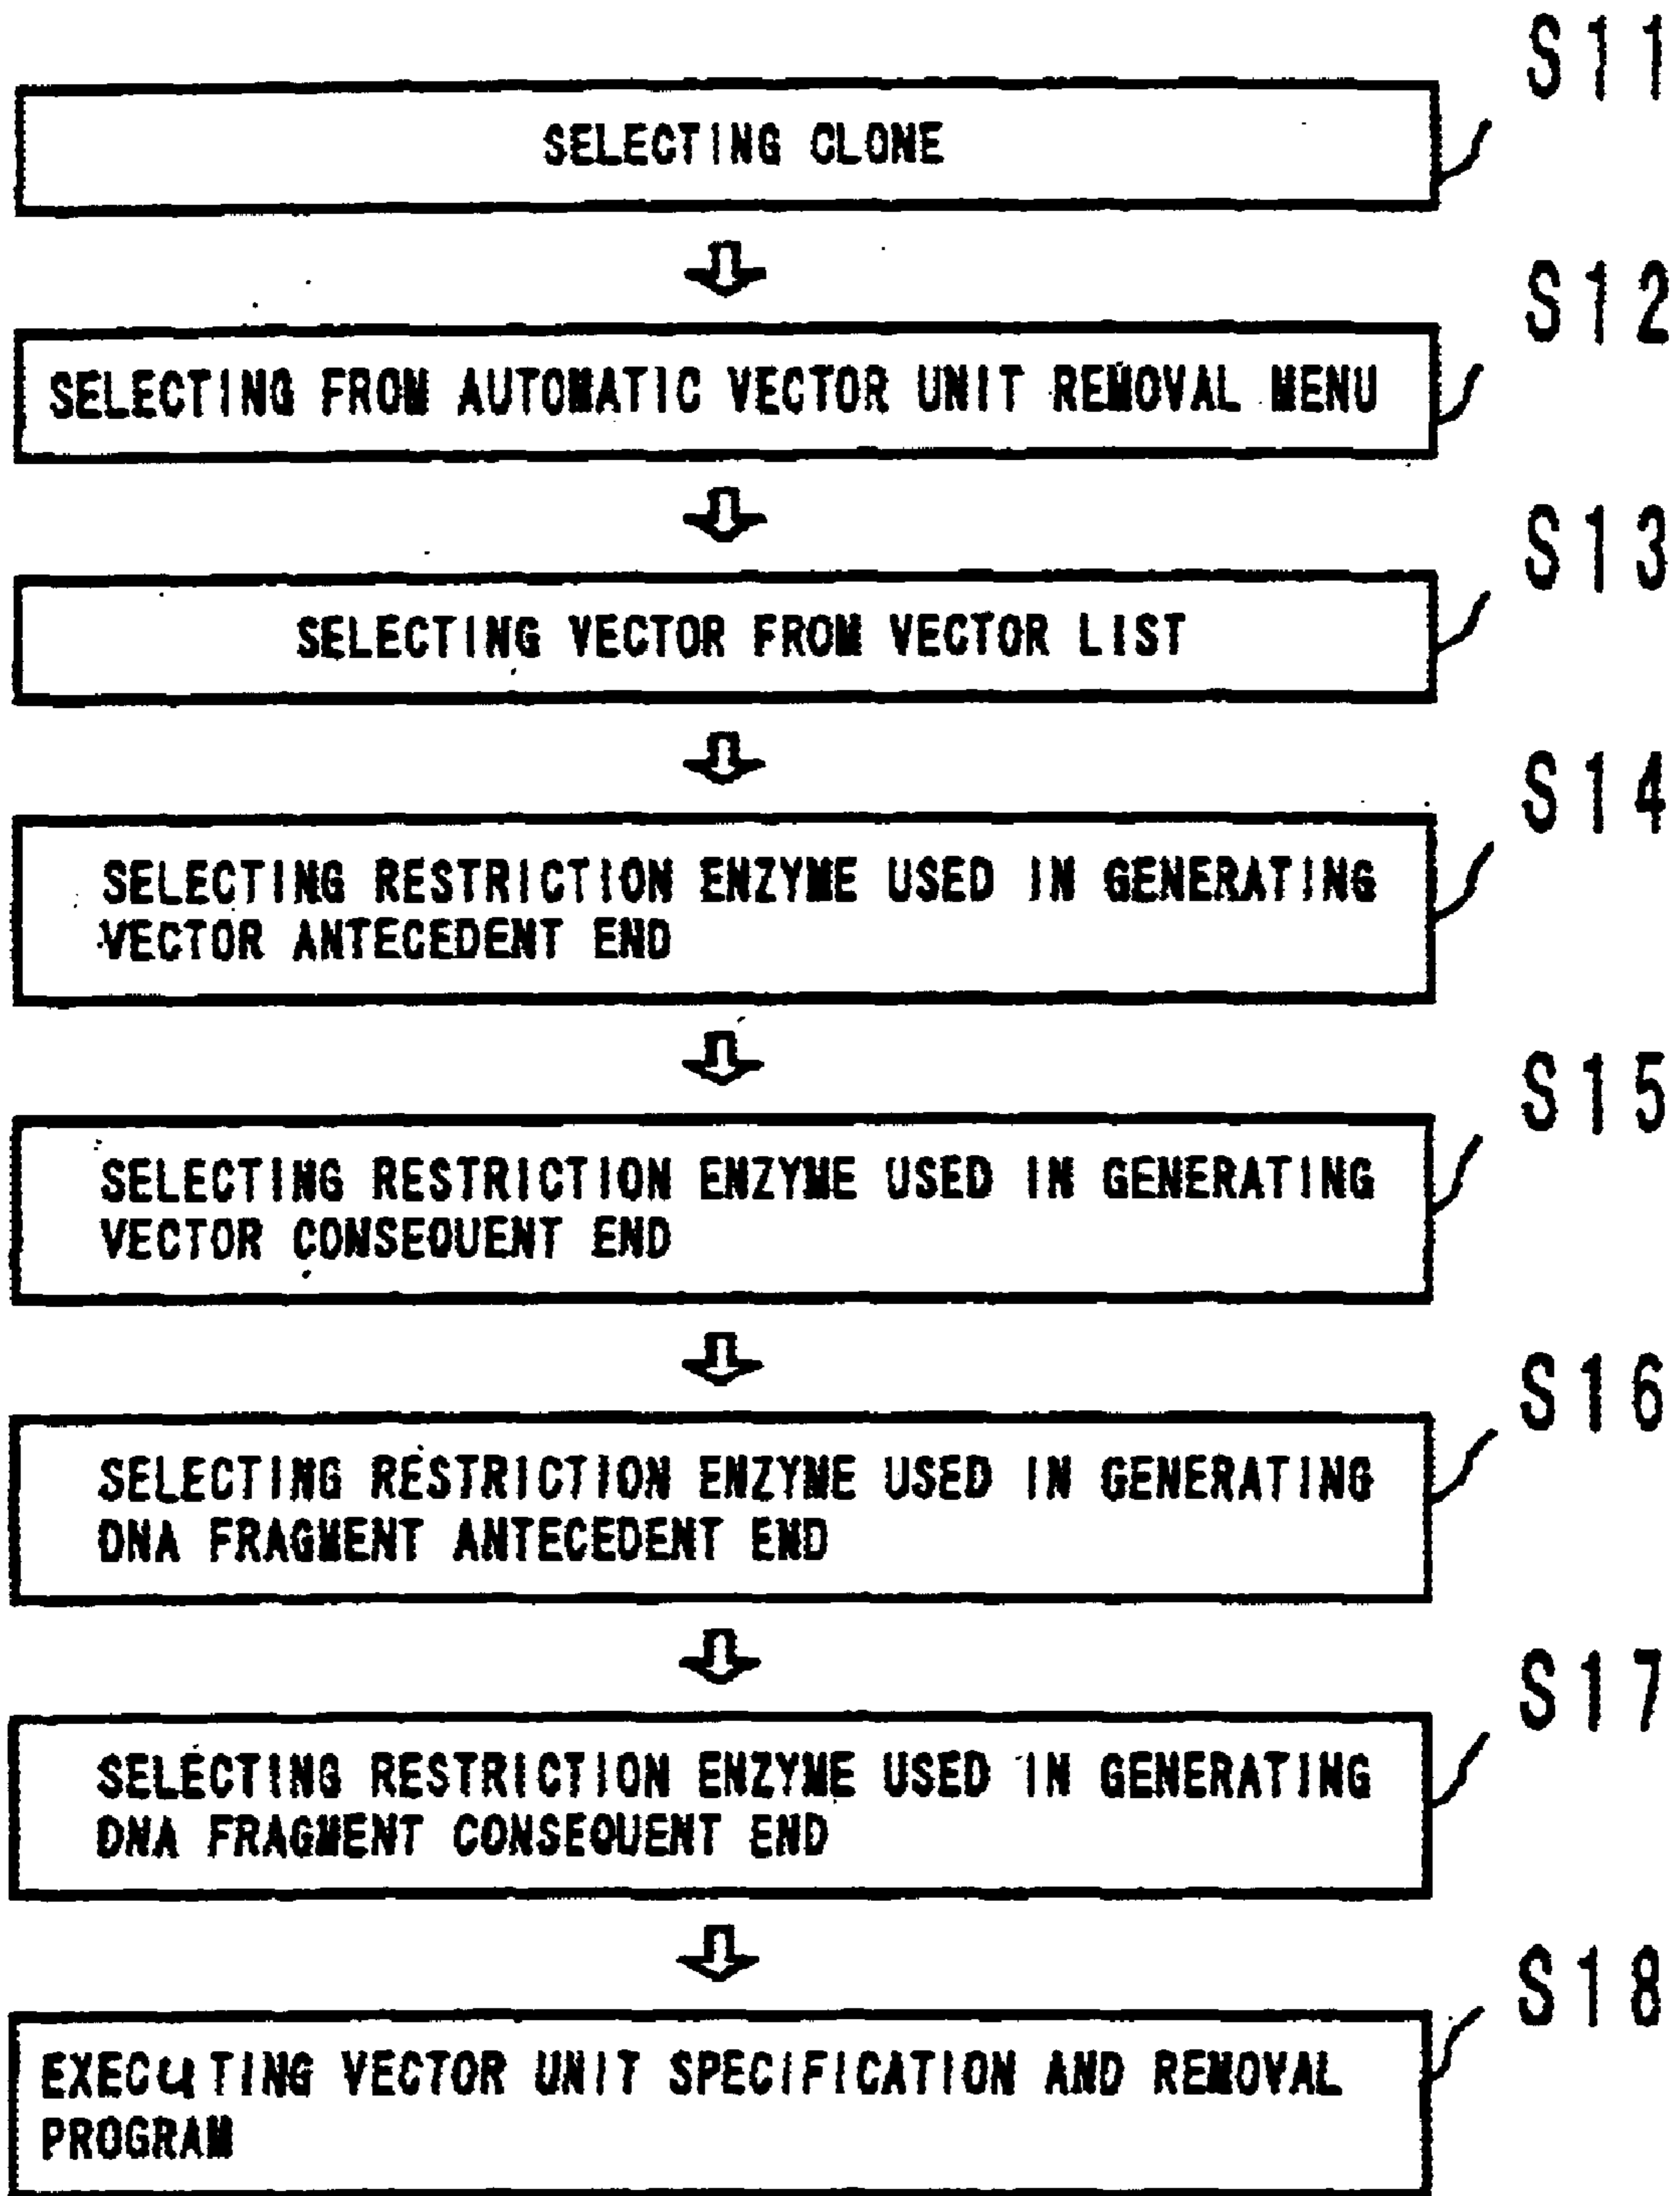 S11
SELECTING CLONE
S12
SELECTING FROM AUTOMATIC VECTOR UNIT REMOVAL MENU
S13
SELECTING VECTOR FROM VECTOR LIST
S14
SELECTING RESTRICTION ENZYME USED IN GENERATING
VECTOR ANTECEDENT END
S15
SELECTING RESTRICTION ENZYME USED IN GENERATING
VECTOR CONSEQUENT END
S16
SELECTING RESTRICTION ENZYME USED IN GENERATING
DNA FRAGMENT ANTECEDENT END
S17
SELECTING RESTRICTION ENZYME USED IN GENERATING
DNA FRAGMENT CONSEQUENT END
S18
EXECUTING VECTOR UNIT SPECIFICATION AND REMOVAL
PROGRAM